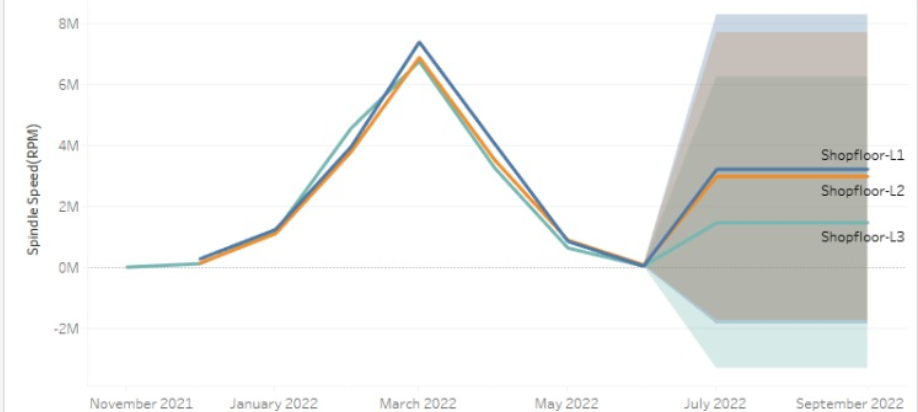 8M
6M
4M
2M
0M
-2M
Spindle Speed(RPM)
Shopfloor-L1
Shopfloor-L2
Shopfloor-L3
November 2021
January 2022
March 2022
May 2022
July 2022
September 2022